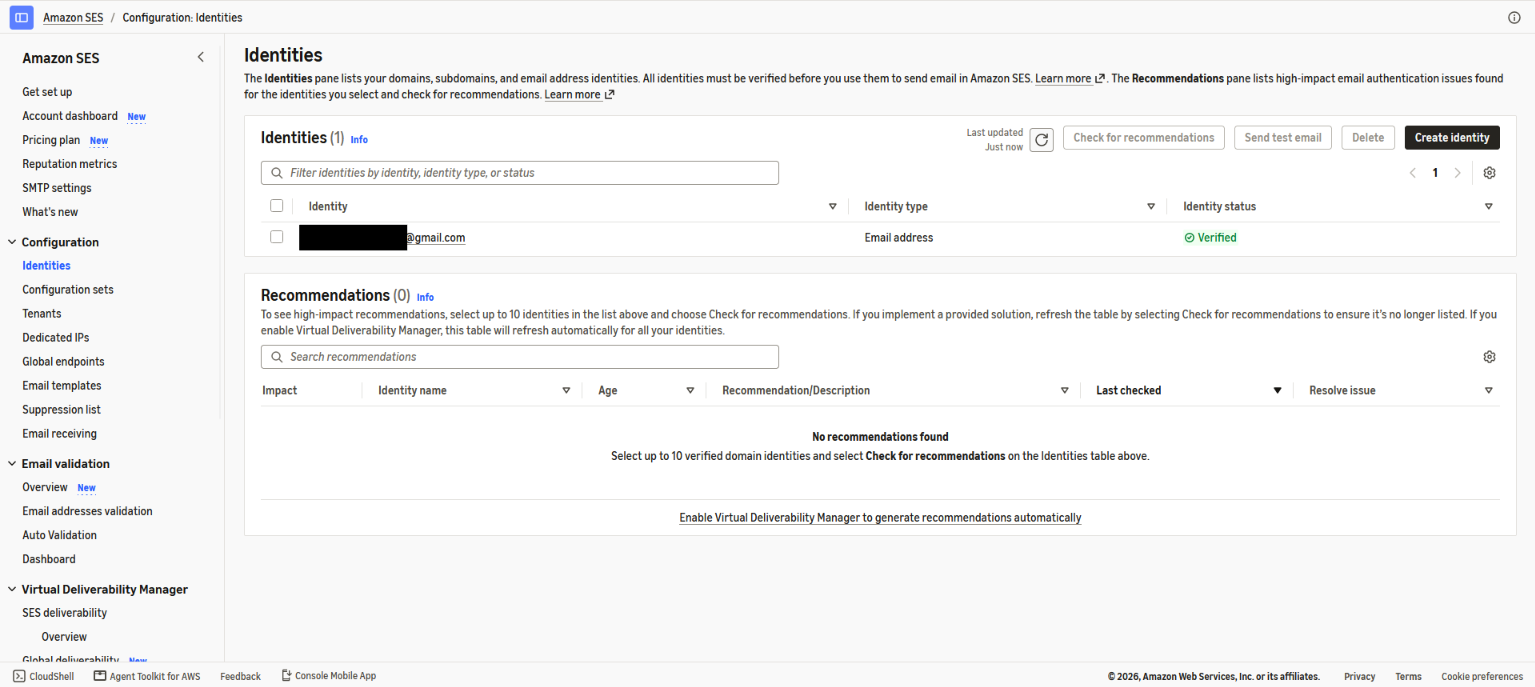 Amazon SES / Configuration: Identities
Amazon SES
Get set up
Account dashboard New
Pricing plan New
Reputation metrics
SMTP settings
What's new
Configuration
Identities
Configuration sets
Tenants
Dedicated IPs
Global endpoints
Email templates
Suppression list
Email receiving
Email validation
Overview New
Email addresses validation
Auto Validation
Dashboard
Virtual Deliverability Manager
SES deliverability
Overview
Global deliverability New
Identities
The Identities pane lists your domains, subdomains, and email address identities. All identities must be verified before you use them to send email in Amazon SES. Learn more. The Recommendations pane lists high-impact email authentication issues found
for the identities you select and check for recommendations. Learn more
Identities (1) Info
Last updated
Just now
Check for recommendations
Send test email
Delete
Create identity
Filter identities by identity, identity type, or status
1
Identity Identity type Identity status
@gmail.com Email address Verified
Recommendations (0) Info
To see high-impact recommendations, select up to 10 identities in the list above and choose Check for recommendations. If you implement a provided solution, refresh the table by selecting Check for recommendations to ensure it's no longer listed. If you
enable Virtual Deliverability Manager, this table will refresh automatically for all your identities.
Search recommendations
Impact Identity name Age Recommendation/Description Last checked Resolve issue
No recommendations found
Select up to 10 verified domain identities and select Check for recommendations on the Identities table above.
Enable Virtual Deliverability Manager to generate recommendations automatically
CloudShell Agent Toolkit for AWS Feedback Console Mobile App © 2026, Amazon Web Services, Inc. or its affiliates. Privacy Terms Cookie preferences